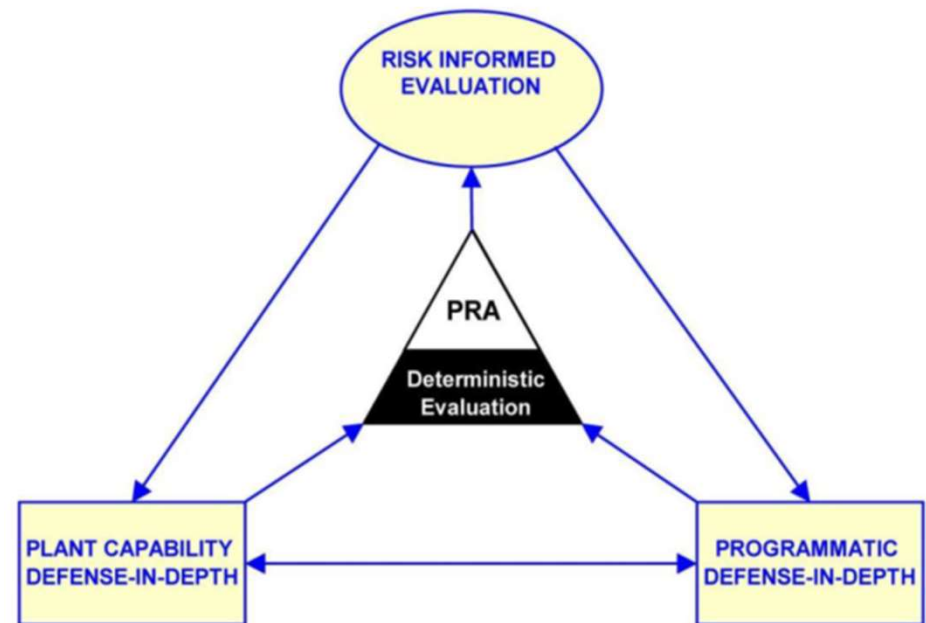 RISK INFORMED
EVALUATION
PRA
Deterministic
Evaluation
PLANT CAPABILITY
DEFENSE-IN-DEPTH
PROGRAMMATIC
DEFENSE-IN-DEPTH